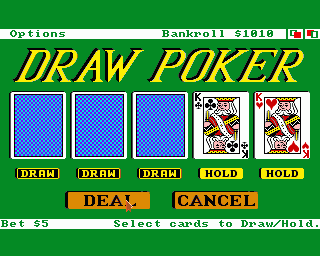 Options Bankroll $1010
DRAW POKER
K K
DRAW DRAW DRAW HOLD HOLD
DEAL CANCEL
Bet $5 Select cards to Draw/Hold.